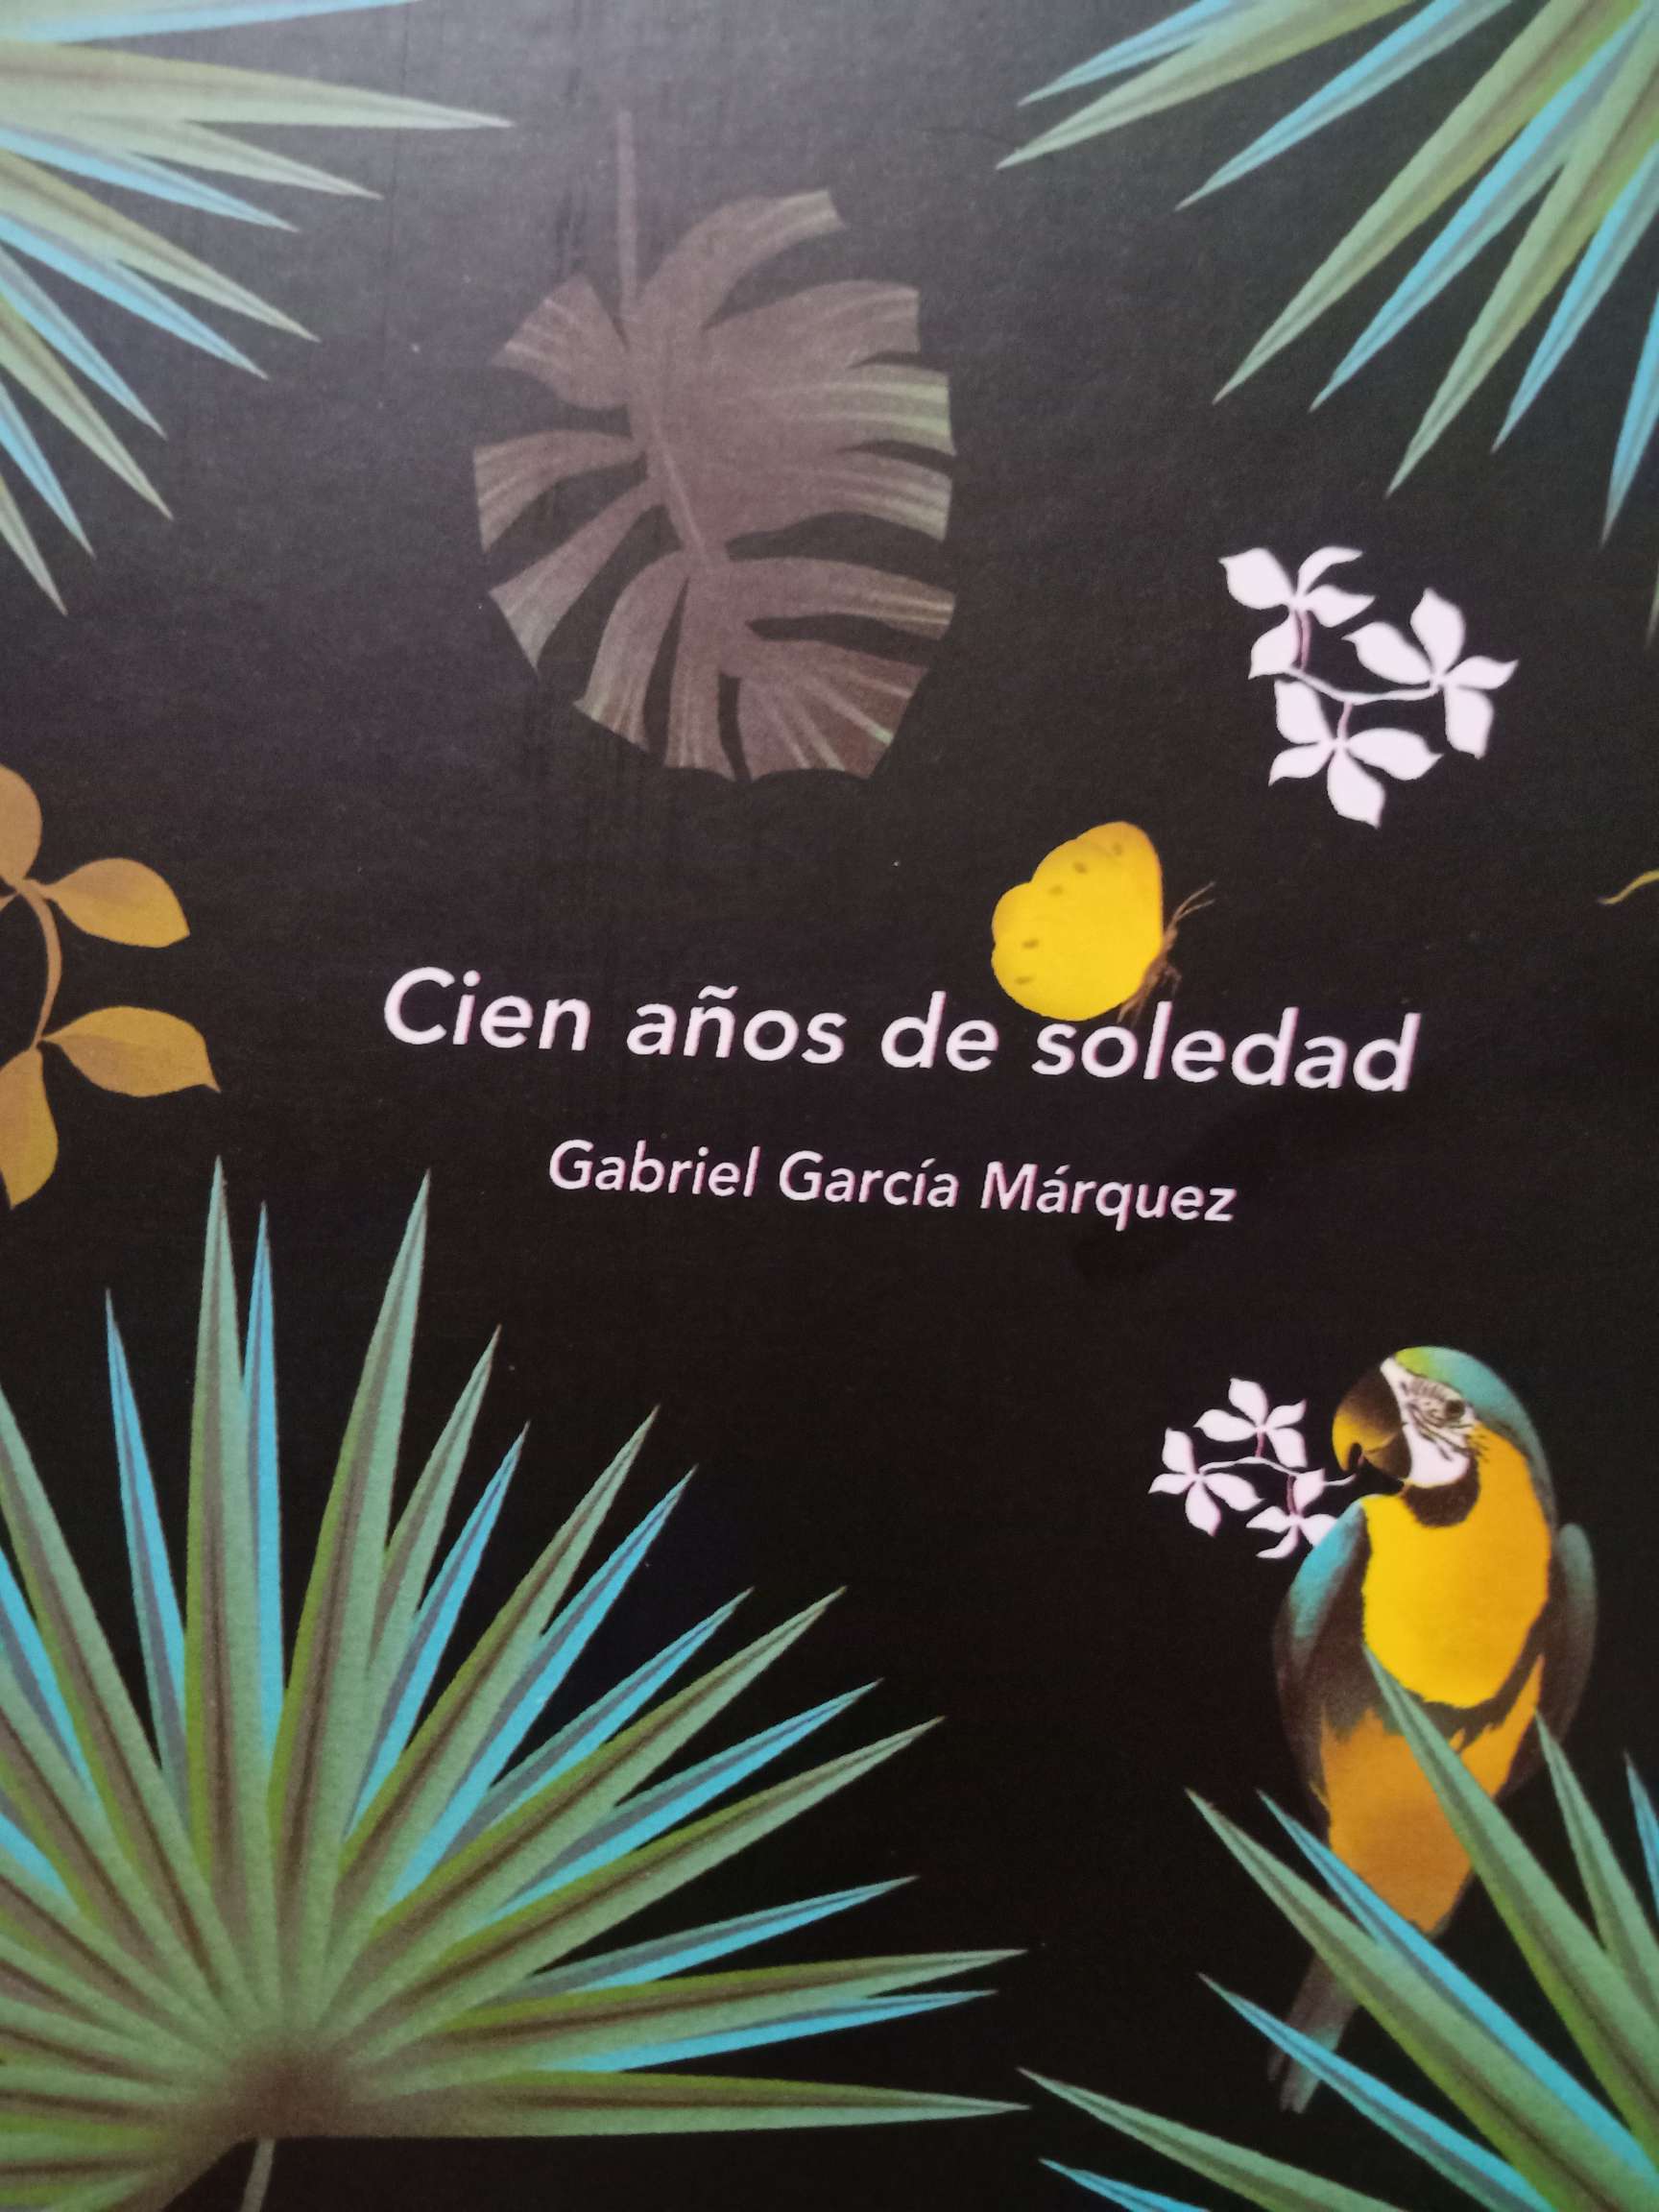 Cien años de soledad
Gabriel García Márquez